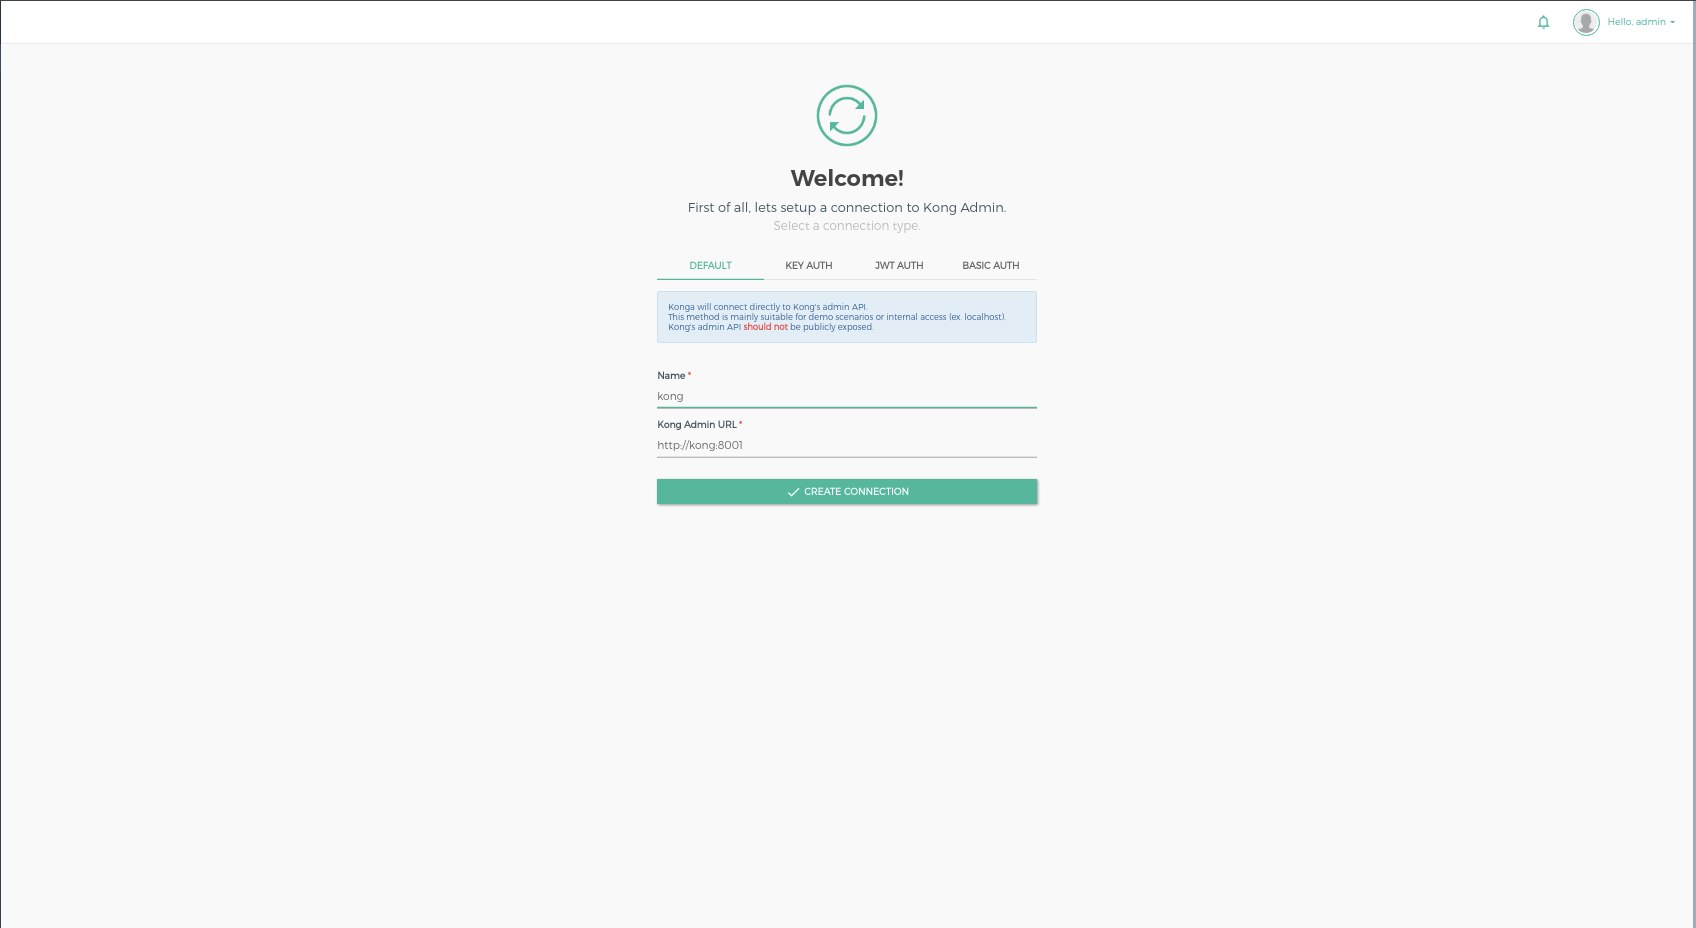 Hello, admin
Welcome!
First of all, lets setup a connection to Kong Admin.
Select a connection type.
DEFAULT KEY AUTH JWT AUTH BASIC AUTH
Konga will connect directly to Kong's admin API.
This method is mainly suitable for demo scenarios or internal access (ex. localhost).
Kong's admin API should not be publicly exposed.
Name *
kong
Kong Admin URL *
http://kong:8001
CREATE CONNECTION